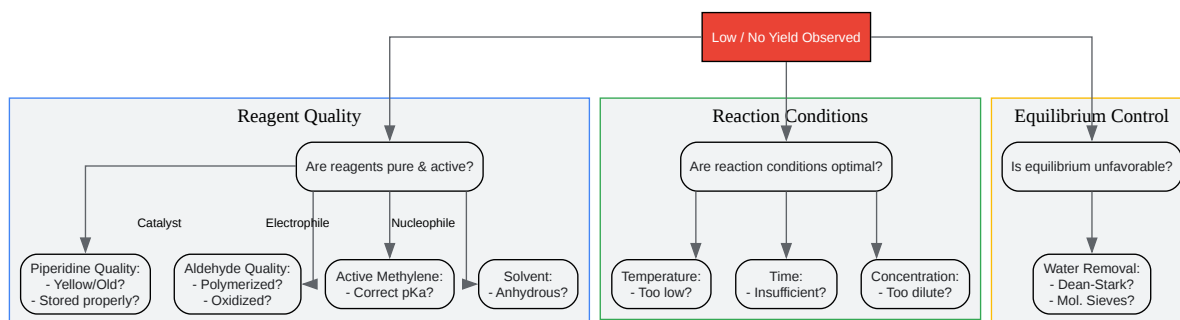 Low / No Yield Observed
Reagent Quality
Reaction Conditions
Equilibrium Control
Are reagents pure & active?
Are reaction conditions optimal?
Is equilibrium unfavorable?
Catalyst
Electrophile
Nucleophile
Piperidine Quality:
- Yellow/Old?
- Stored properly?
Aldehyde Quality:
- Polymerized?
- Oxidized?
Active Methylene:
- Correct pKa?
Solvent:
- Anhydrous?
Temperature:
- Too low?
Time:
- Insufficient?
Concentration:
- Too dilute?
Water Removal:
- Dean-Stark?
- Mol. Sieves?